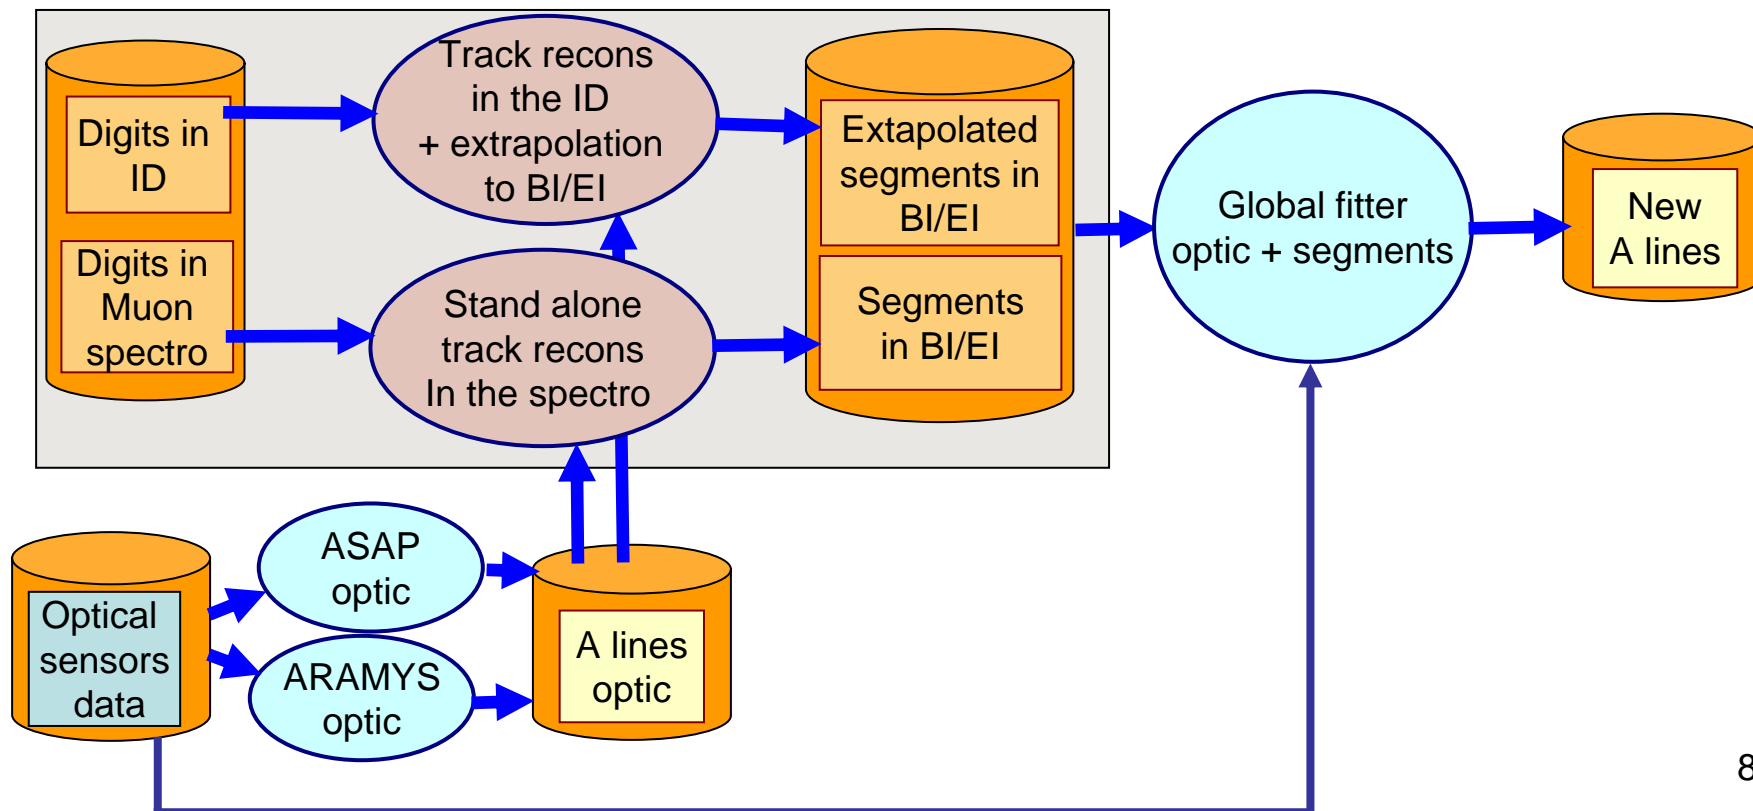 Digits in
ID
Digits in
Muon
spectro
Track recons
in the ID
+ extrapolation
to BI/EI
Stand alone
track recons
In the spectro
Extapolated
segments in
BI/EI
Segments
in BI/EI
Global fitter
optic + segments
New
A lines
Optical
sensors
data
ASAP
optic
ARAMYS
optic
A lines
optic
8